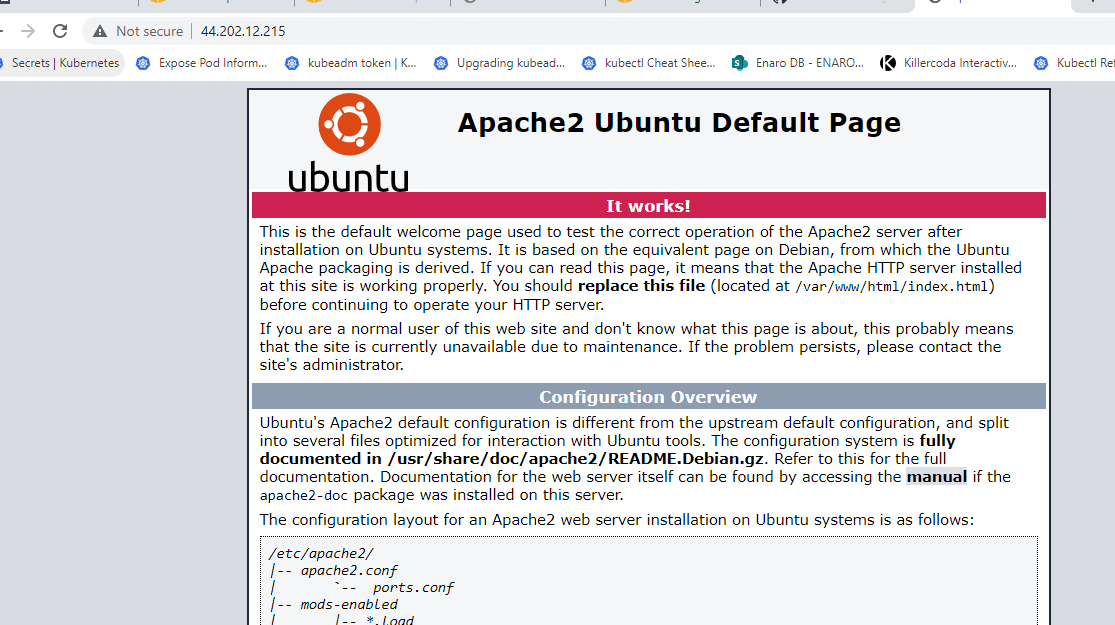 Not secure | 44.202.12.215
Secrets | Kubernetes
Expose Pod Inform...
kubeadm token | K...
Upgrading kubead...
kubectl Cheat Shee...
Enaro DB - ENARO...
Killercoda Interactiv...
Kubectl Ref
ubuntu
Apache2 Ubuntu Default Page
It works!
This is the default welcome page used to test the correct operation of the Apache2 server after
installation on Ubuntu systems. It is based on the equivalent page on Debian, from which the Ubuntu
Apache packaging is derived. If you can read this page, it means that the Apache HTTP server installed
at this site is working properly. You should replace this file (located at /var/www/html/index.html)
before continuing to operate your HTTP server.
If you are a normal user of this web site and don't know what this page is about, this probably means
that the site is currently unavailable due to maintenance. If the problem persists, please contact the
site's administrator.
Configuration Overview
Ubuntu's Apache2 default configuration is different from the upstream default configuration, and split
into several files optimized for interaction with Ubuntu tools. The configuration system is fully
documented in /usr/share/doc/apache2/README.Debian.gz. Refer to this for the full
documentation. Documentation for the web server itself can be found by accessing the manual if the
apache2-doc package was installed on this server.
The configuration layout for an Apache2 web server installation on Ubuntu systems is as follows:
/etc/apache2/
|-- apache2.conf
|       `--  ports.conf
|-- mods-enabled
|       |-- *.load